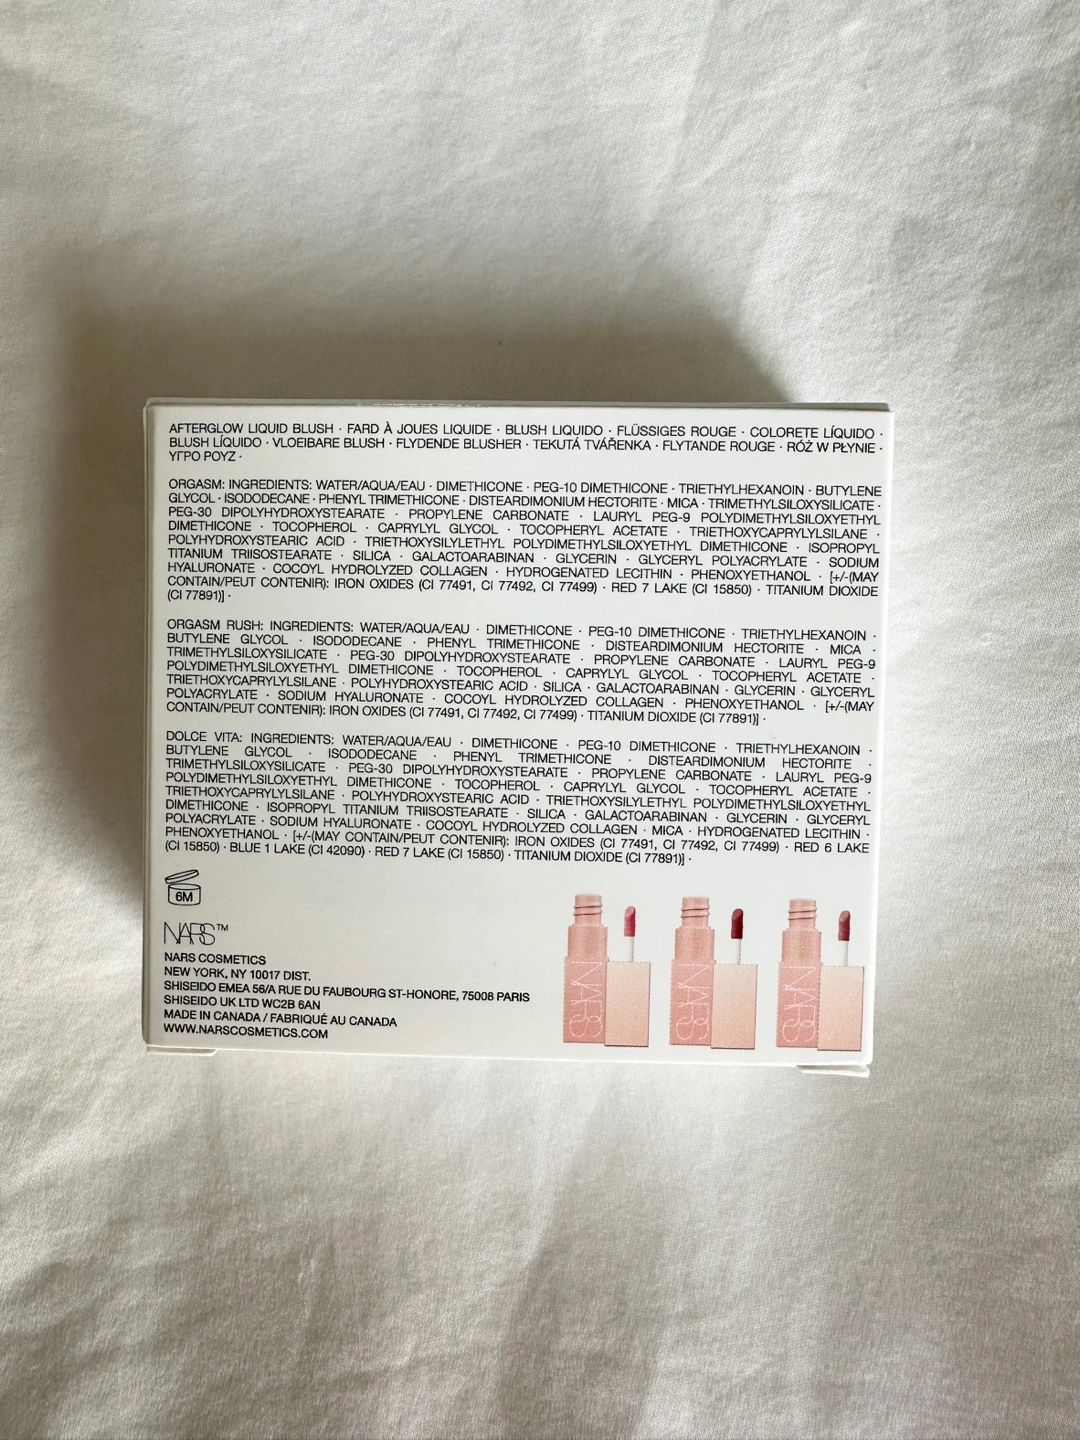 AFTERGLOW LIQUID BLUSH · FARD À JOUES LIQUIDE · BLUSH LIQUIDO · FLÜSSIGES ROUGE · COLORETE LÍQUIDO ·
BLUSH LÍQUIDO · VLOEIBARE BLUSH · FLYDENDE BLUSHER · TEKUTÁ TVÁŘENKA · FLYTANDE ROUGE · RÓŻ W PŁYNIE ·
ΥΓΡΟ ΡΟΥΖ ·
ORGASM: INGREDIENTS: WATER/AQUA/EAU · DIMETHICONE · PEG-10 DIMETHICONE · TRIETHYLHEXANOIN · BUTYLENE
GLYCOL · ISODODECANE · PHENYL TRIMETHICONE · DISTEARDIMONIUM HECTORITE · MICA · TRIMETHYLSILOXYSILICATE ·
PEG-30 DIPOLYHYDROXYSTEARATE · PROPYLENE CARBONATE · LAURYL PEG-9 POLYDIMETHYLSILOXYETHYL
DIMETHICONE · TOCOPHEROL · CAPRYLYL GLYCOL · TOCOPHERYL ACETATE · TRIETHOXYCAPRYLYLSILANE ·
POLYHYDROXYSTEARIC ACID · TRIETHOXYSILYLETHYL POLYDIMETHYLSILOXYETHYL DIMETHICONE · ISOPROPYL
TITANIUM TRIISOSTEARATE · SILICA · GALACTOARABINAN · GLYCERIN · GLYCERYL POLYACRYLATE · SODIUM
HYALURONATE · COCOYL HYDROLYZED COLLAGEN · HYDROGENATED LECITHIN · PHENOXYETHANOL · [+/-(MAY
CONTAIN/PEUT CONTENIR): IRON OXIDES (CI 77491, CI 77492, CI 77499) · RED 7 LAKE (CI 15850) · TITANIUM DIOXIDE
(CI 77891)] ·
ORGASM RUSH: INGREDIENTS: WATER/AQUA/EAU · DIMETHICONE · PEG-10 DIMETHICONE · TRIETHYLHEXANOIN ·
BUTYLENE GLYCOL · ISODODECANE · PHENYL TRIMETHICONE · DISTEARDIMONIUM HECTORITE · MICA ·
TRIMETHYLSILOXYSILICATE · PEG-30 DIPOLYHYDROXYSTEARATE · PROPYLENE CARBONATE · LAURYL PEG-9
POLYDIMETHYLSILOXYETHYL DIMETHICONE · TOCOPHEROL · CAPRYLYL GLYCOL · TOCOPHERYL ACETATE ·
TRIETHOXYCAPRYLYLSILANE · POLYHYDROXYSTEARIC ACID · SILICA · GALACTOARABINAN · GLYCERIN · GLYCERYL
POLYACRYLATE · SODIUM HYALURONATE · COCOYL HYDROLYZED COLLAGEN · PHENOXYETHANOL · [+/-(MAY
CONTAIN/PEUT CONTENIR): IRON OXIDES (CI 77491, CI 77492, CI 77499) · TITANIUM DIOXIDE (CI 77891)] ·
DOLCE VITA: INGREDIENTS: WATER/AQUA/EAU · DIMETHICONE · PEG-10 DIMETHICONE · TRIETHYLHEXANOIN ·
BUTYLENE GLYCOL · ISODODECANE · PHENYL TRIMETHICONE · DISTEARDIMONIUM HECTORITE ·
TRIMETHYLSILOXYSILICATE · PEG-30 DIPOLYHYDROXYSTEARATE · PROPYLENE CARBONATE · LAURYL PEG-9
POLYDIMETHYLSILOXYETHYL DIMETHICONE · TOCOPHEROL · CAPRYLYL GLYCOL · TOCOPHERYL ACETATE ·
TRIETHOXYCAPRYLYLSILANE · POLYHYDROXYSTEARIC ACID · TRIETHOXYSILYLETHYL POLYDIMETHYLSILOXYETHYL
DIMETHICONE · ISOPROPYL TITANIUM TRIISOSTEARATE · SILICA · GALACTOARABINAN · GLYCERIN · GLYCERYL
POLYACRYLATE · SODIUM HYALURONATE · COCOYL HYDROLYZED COLLAGEN · MICA · HYDROGENATED LECITHIN ·
PHENOXYETHANOL · [+/-(MAY CONTAIN/PEUT CONTENIR): IRON OXIDES (CI 77491, CI 77492, CI 77499) · RED 6 LAKE
(CI 15850) · BLUE 1 LAKE (CI 42090) · RED 7 LAKE (CI 15850) · TITANIUM DIOXIDE (CI 77891)] ·
6M
NARS™
NARS COSMETICS
NEW YORK, NY 10017 DIST.
SHISEIDO EMEA 56/A RUE DU FAUBOURG ST-HONORE, 75008 PARIS
SHISEIDO UK LTD WC2B 6AN
MADE IN CANADA / FABRIQUÉ AU CANADA
WWW.NARSCOSMETICS.COM
NARS
NARS
NARS